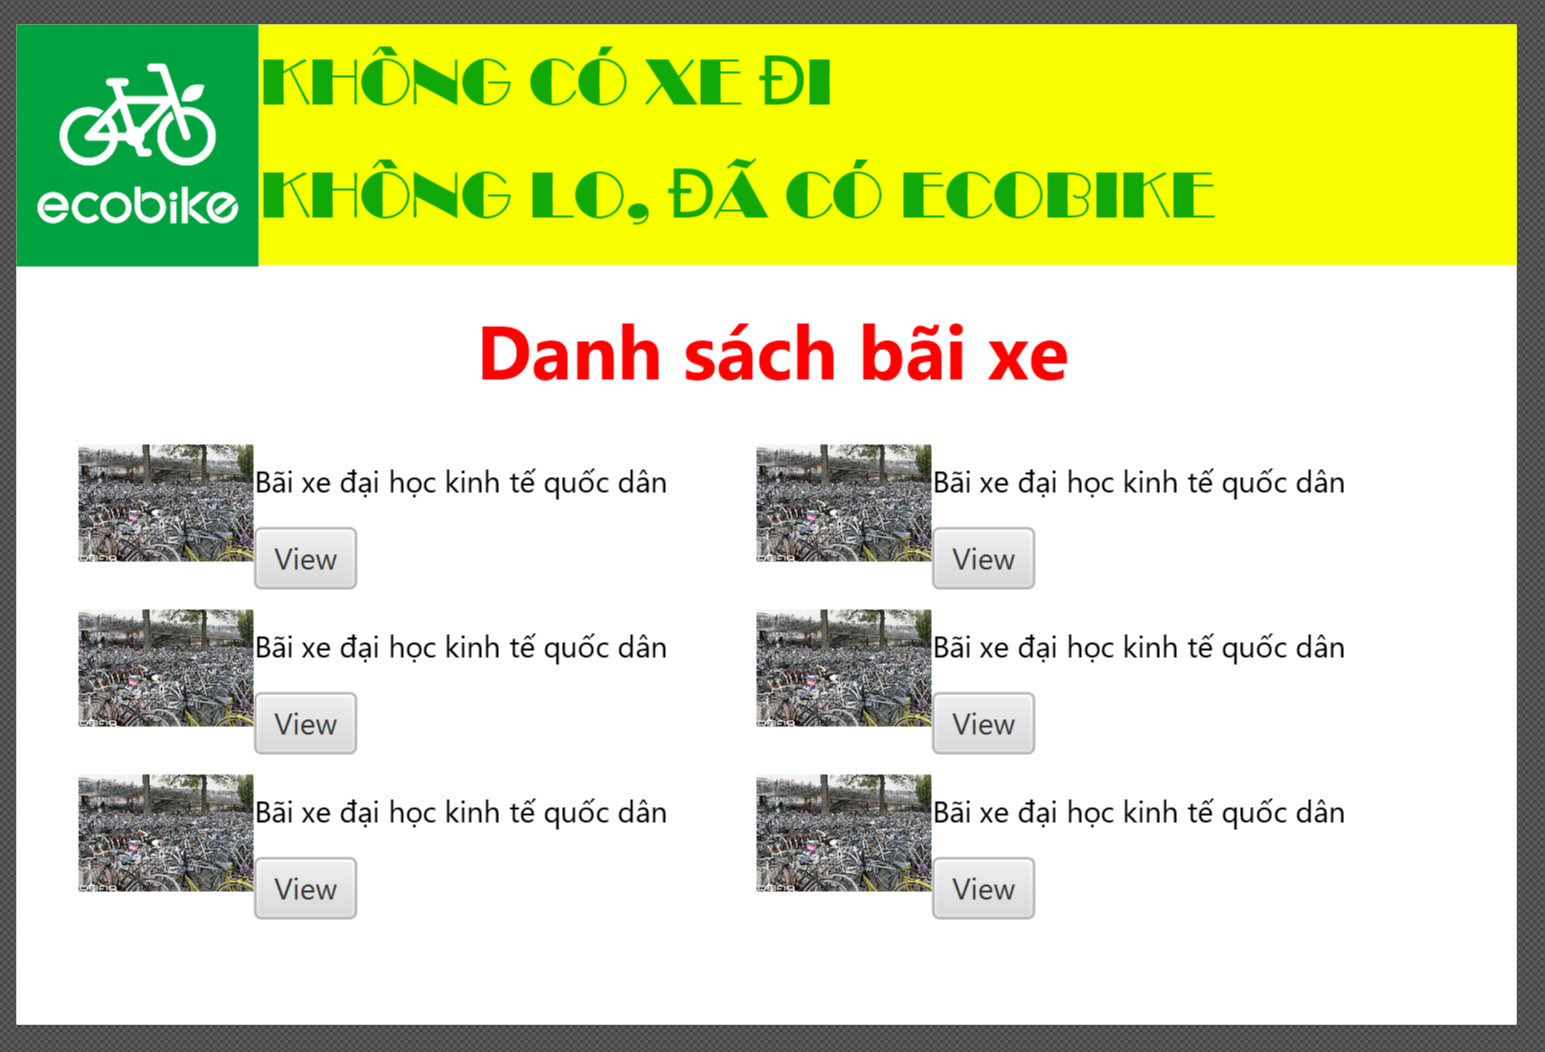 ecobike
KHÔNG CÓ XE ĐI
KHÔNG LO, ĐÃ CÓ ECOBIKE
Danh sách bãi xe
Bãi xe đại học kinh tế quốc dân
View
Bãi xe đại học kinh tế quốc dân
View
Bãi xe đại học kinh tế quốc dân
View
Bãi xe đại học kinh tế quốc dân
View
Bãi xe đại học kinh tế quốc dân
View
Bãi xe đại học kinh tế quốc dân
View